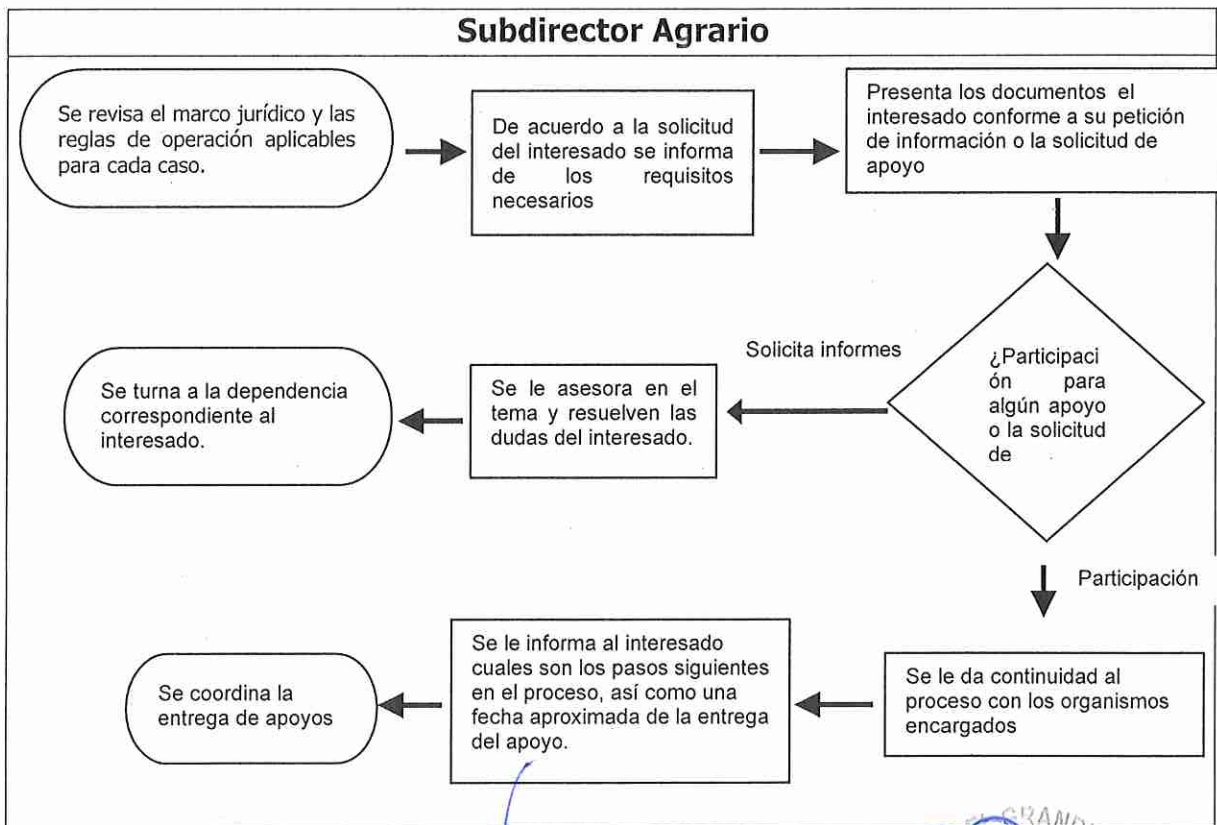 Subdirector Agrario
Se revisa el marco jurídico y las
reglas de operación aplicables
para cada caso.
De acuerdo a la solicitud
del interesado se informa
de los requisitos
necesarios
Presenta los documentos el
interesado conforme a su petición
de información o la solicitud de
apoyo
¿Participaci
ón para
algún apoyo
o la solicitud
de
Solicita informes
Se le asesora en el
tema y resuelven las
dudas del interesado.
Se turna a la dependencia
correspondiente al
interesado.
Participación
Se le da continuidad al
proceso con los organismos
encargados
Se le informa al interesado
cuales son los pasos siguientes
en el proceso, así como una
fecha aproximada de la entrega
del apoyo.
Se coordina la
entrega de apoyos